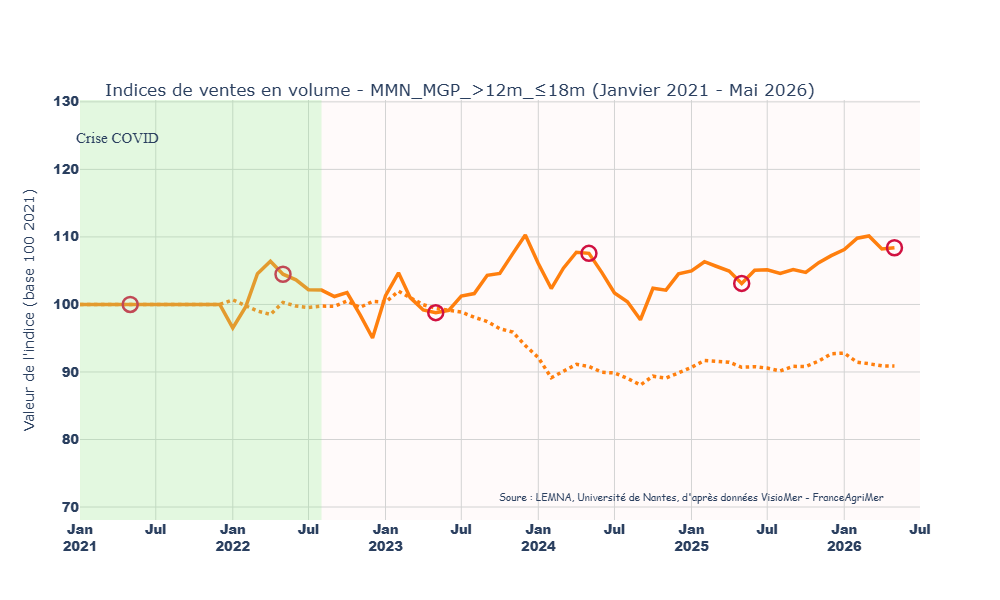 Indices de ventes en volume - MMN_MGP_>12m_≤18m (Janvier 2021 - Mai 2026)
Valeur de l'indice (base 100 2021)
130
120
110
100
90
80
70
Crise COVID
Soure : LEMNA, Université de Nantes, d'après données VisioMer - FranceAgriMer
Jan Jul Jan Jul Jan Jul Jan Jul Jan Jul Jan Jul
2021 2022 2023 2024 2025 2026